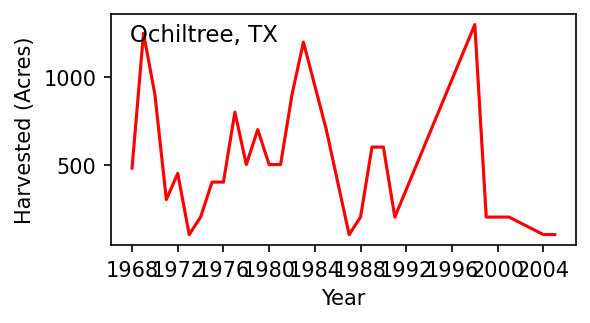 Ochiltree, TX
Harvested (Acres)
1000
500
1968 1972 1976 1980 1984 1988 1992 1996 2000 2004
Year